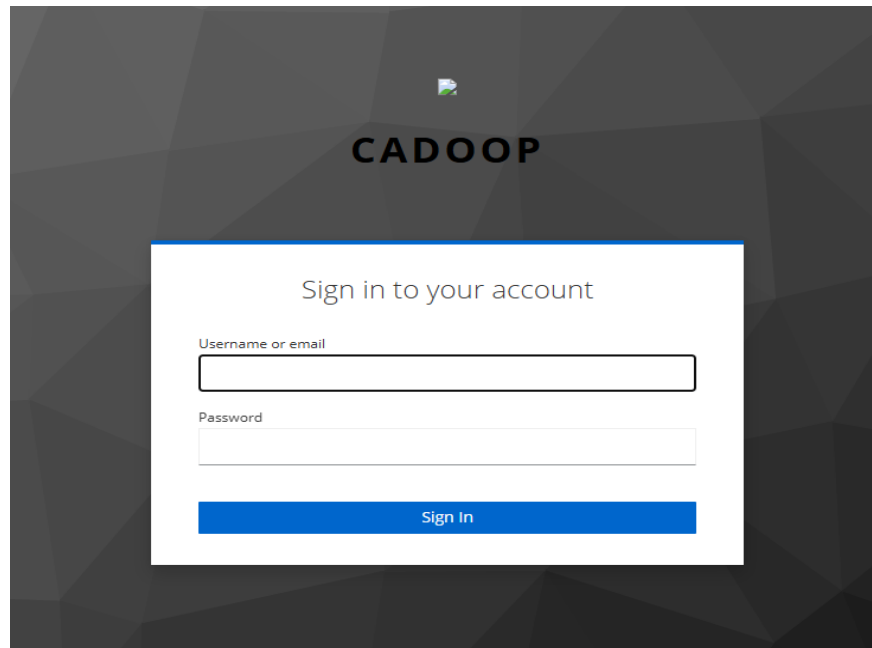 CADOOP
Sign in to your account
Username or email
Password
Sign In